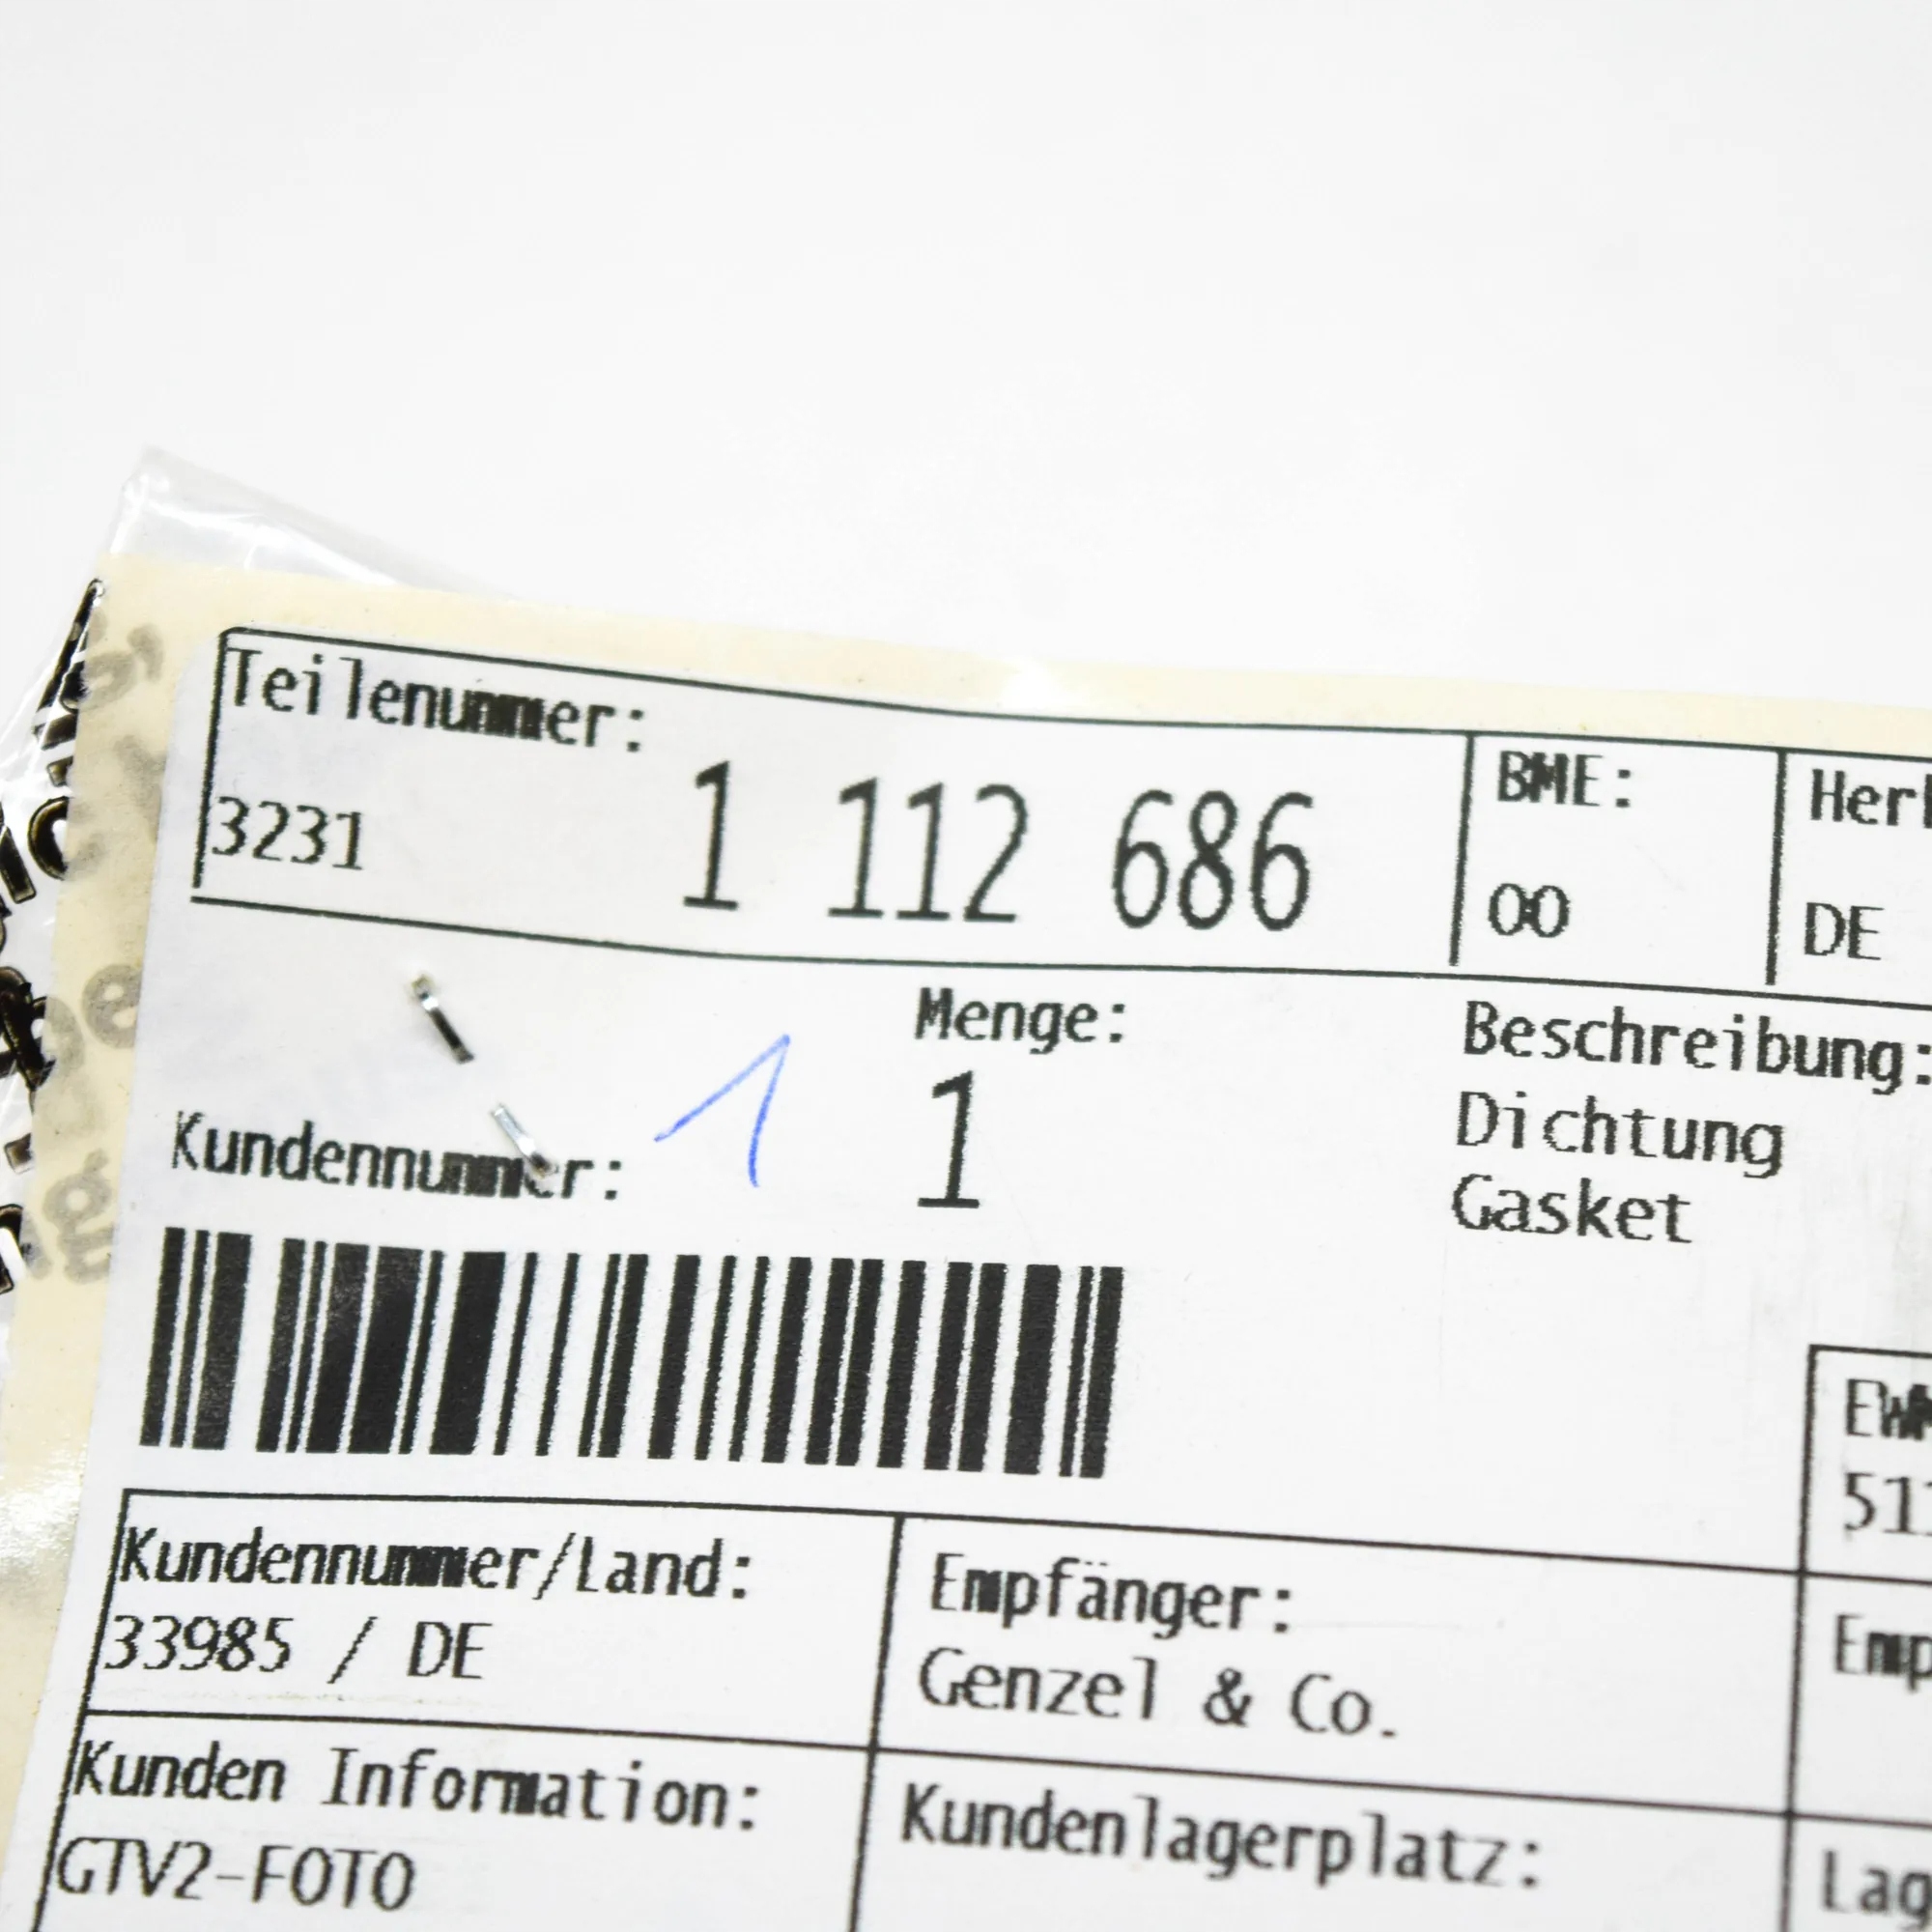 Teilenummer:
3231 1 112 686
BME:
00
DE
Menge:
1
1
Kundennummer:
Beschreibung:
Dichtung
Gasket
Kundennummer/Land:
33985 / DE
Empfänger:
Genzel & Co.
Kunden Information:
GTV2-FOTO
Kundenlagerplatz: